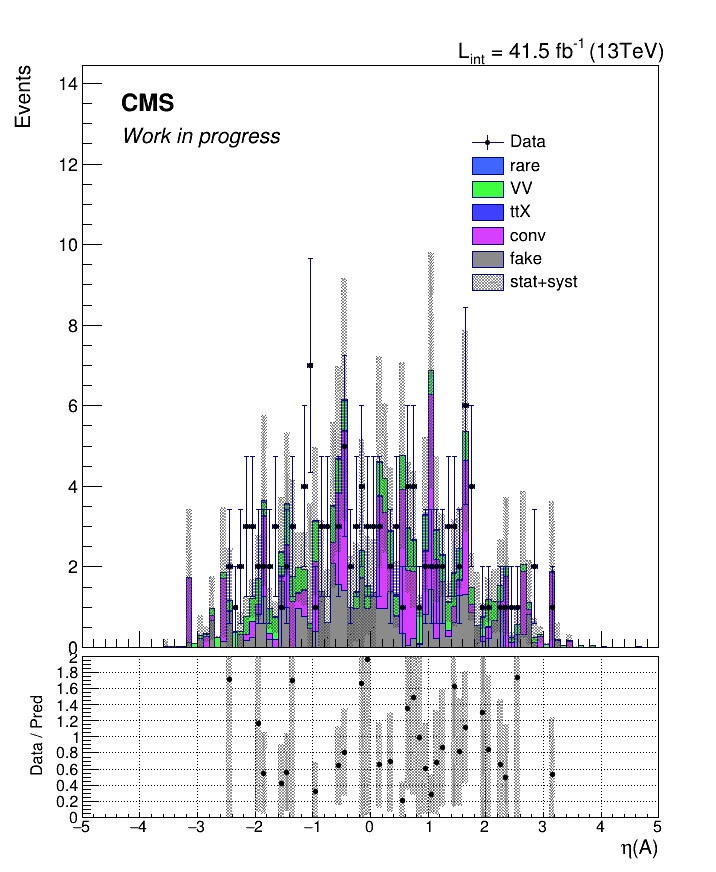 L_int = 41.5 fb^-1 (13TeV)
Events
14
CMS
Work in progress
12
Data
rare
VV
ttX
conv
fake
stat+syst
10
8
6
4
2
0
Data / Pred
2
1.8
1.6
1.4
1.2
1
0.8
0.6
0.4
0.2
0
−5 −4 −3 −2 −1 0 1 2 3 4 5
η(A)